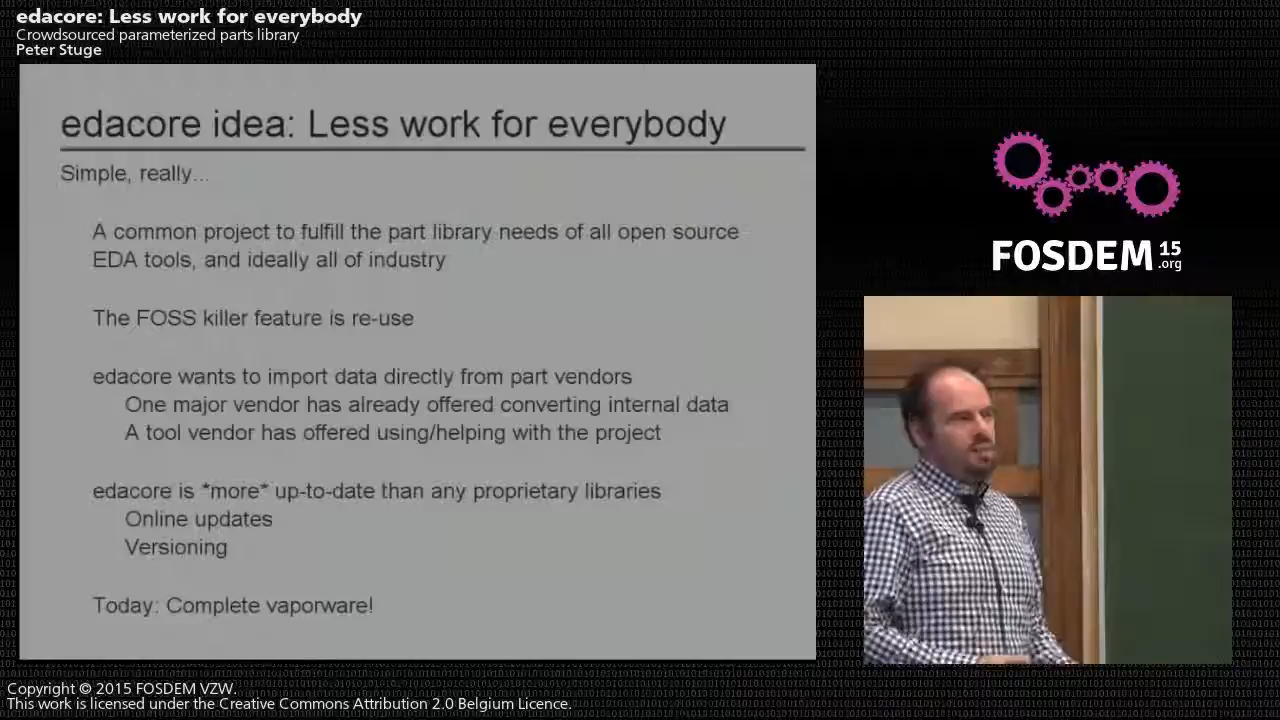 edacore: Less work for everybody
Crowdsourced parameterized parts library
Peter Stuge
edacore idea: Less work for everybody
Simple, really...
A common project to fulfill the part library needs of all open source
EDA tools, and ideally all of industry
The FOSS killer feature is re-use
edacore wants to import data directly from part vendors
One major vendor has already offered converting internal data
A tool vendor has offered using/helping with the project
edacore is *more* up-to-date than any proprietary libraries
Online updates
Versioning
Today: Complete vaporware!
FOSDEM 15
.org
Copyright © 2015 FOSDEM VZW.
This work is licensed under the Creative Commons Attribution 2.0 Belgium Licence.